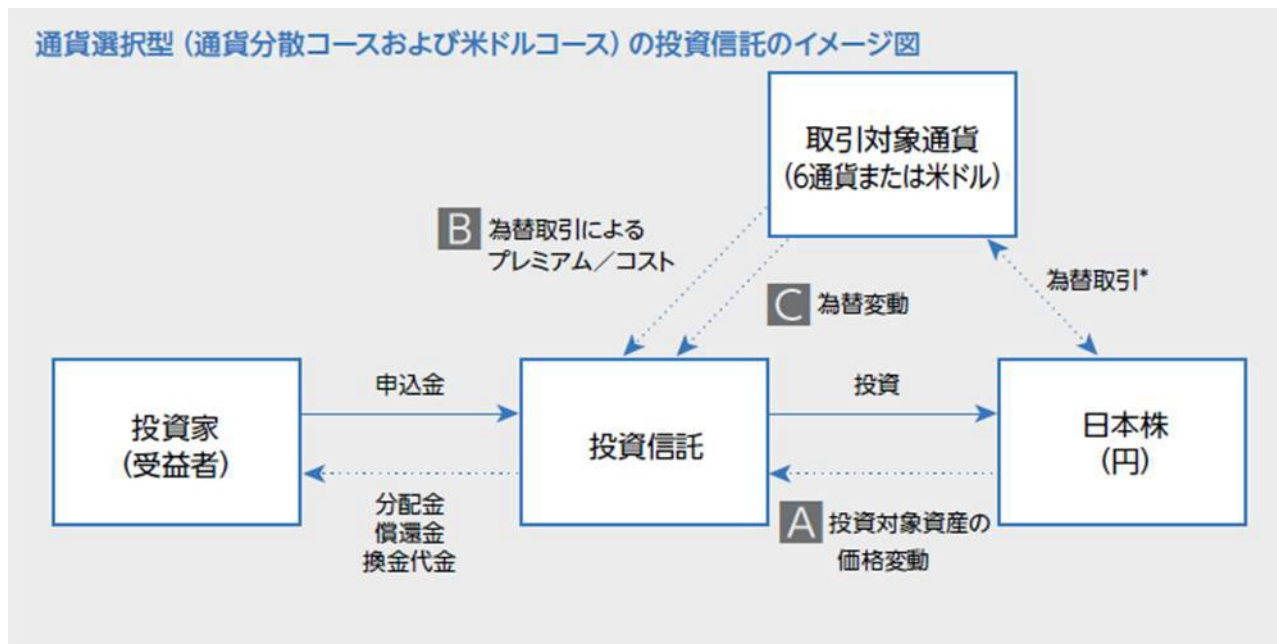 通貨選択型（通貨分散コースおよび米ドルコース）の投資信託のイメージ図
取引対象通貨
（6通貨または米ドル）
B 為替取引による
プレミアム／コスト
C 為替変動
為替取引*
投資家
（受益者）
申込金
分配金
償還金
換金代金
投資信託
投資
A 投資対象資産の
価格変動
日本株
（円）